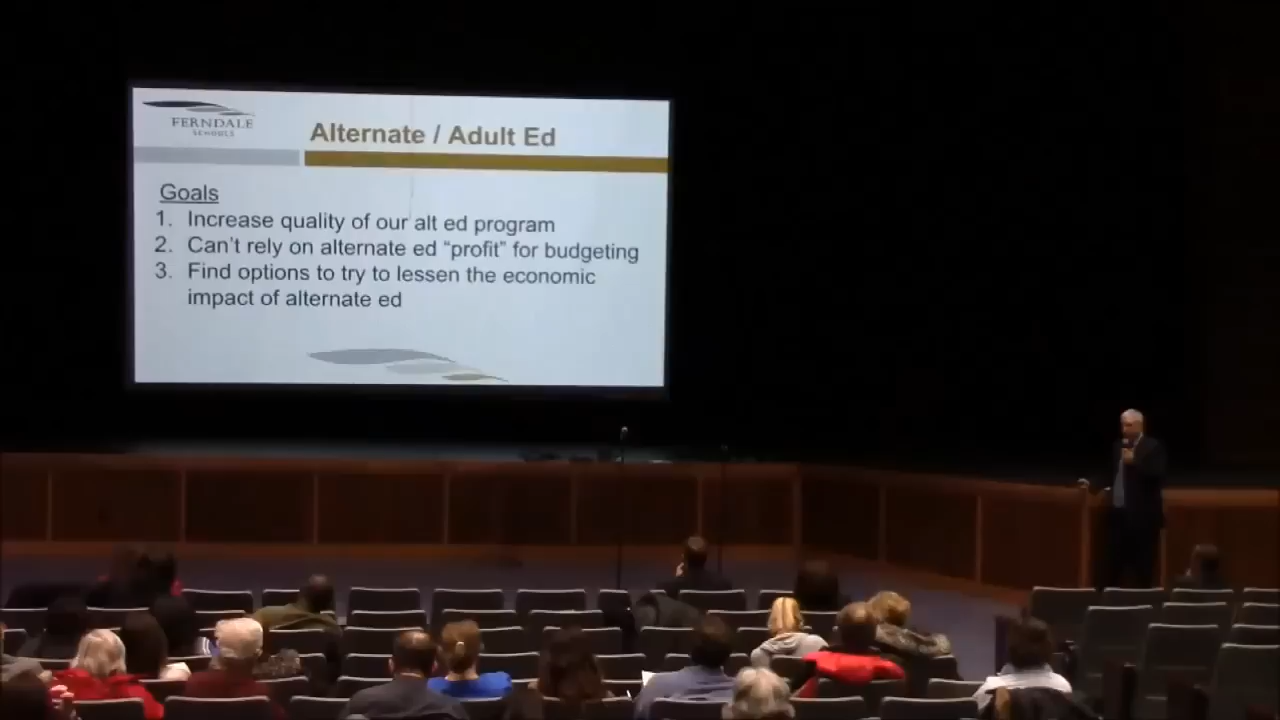 FERNDALE
SCHOOLS
Alternate / Adult Ed
Goals
1. Increase quality of our alt ed program
2. Can't rely on alternate ed “profit” for budgeting
3. Find options to try to lessen the economic
impact of alternate ed